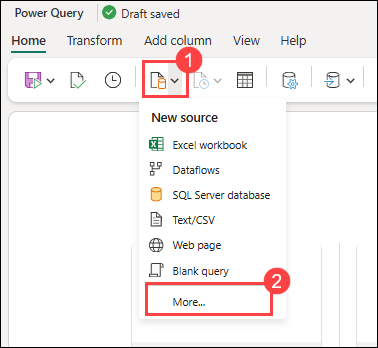 Power Query Draft saved
Home Transform Add column View Help
1
New source
Excel workbook
Dataflows
SQL Server database
Text/CSV
Web page
Blank query
2
More...